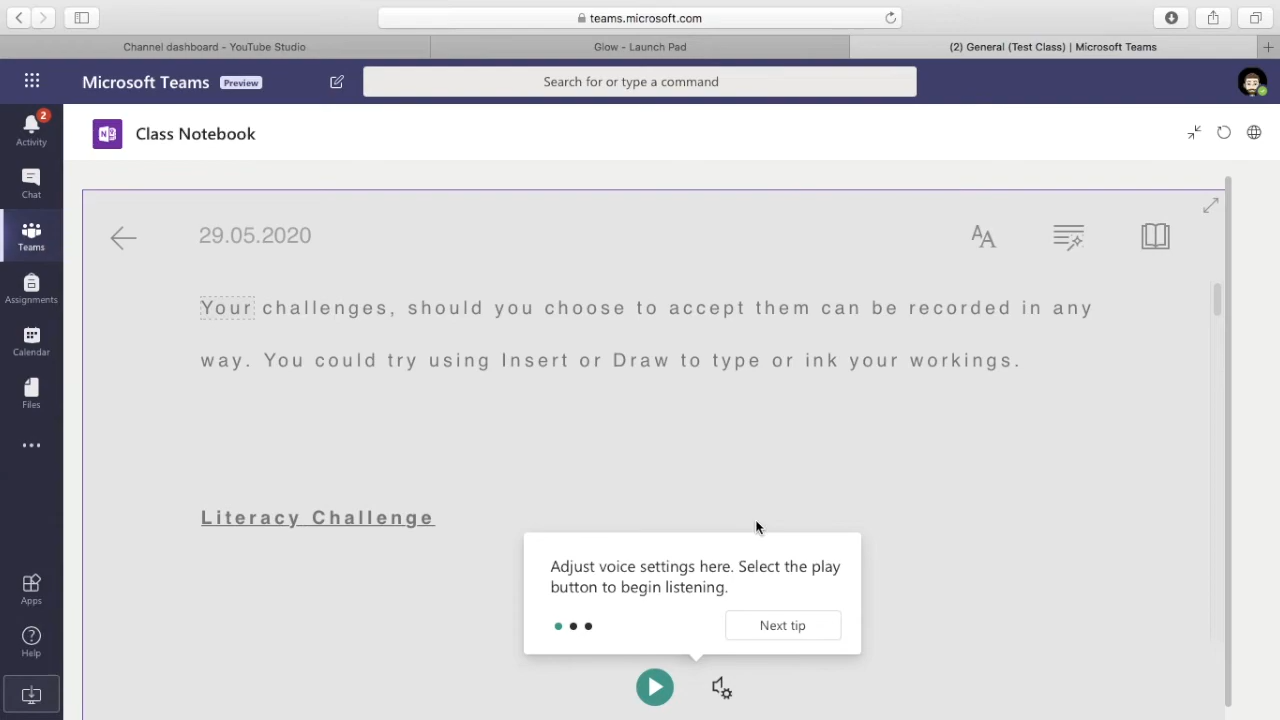 teams.microsoft.com
Channel dashboard - YouTube Studio
Glow - Launch Pad
(2) General (Test Class) | Microsoft Teams
Microsoft Teams Preview
Search for or type a command
2
Activity
Class Notebook
Chat
Teams
29.05.2020
Assignments
Your challenges, should you choose to accept them can be recorded in any
Calendar
way. You could try using Insert or Draw to type or ink your workings.
Files
Literacy Challenge
Adjust voice settings here. Select the play
button to begin listening.
Next tip
Apps
Help